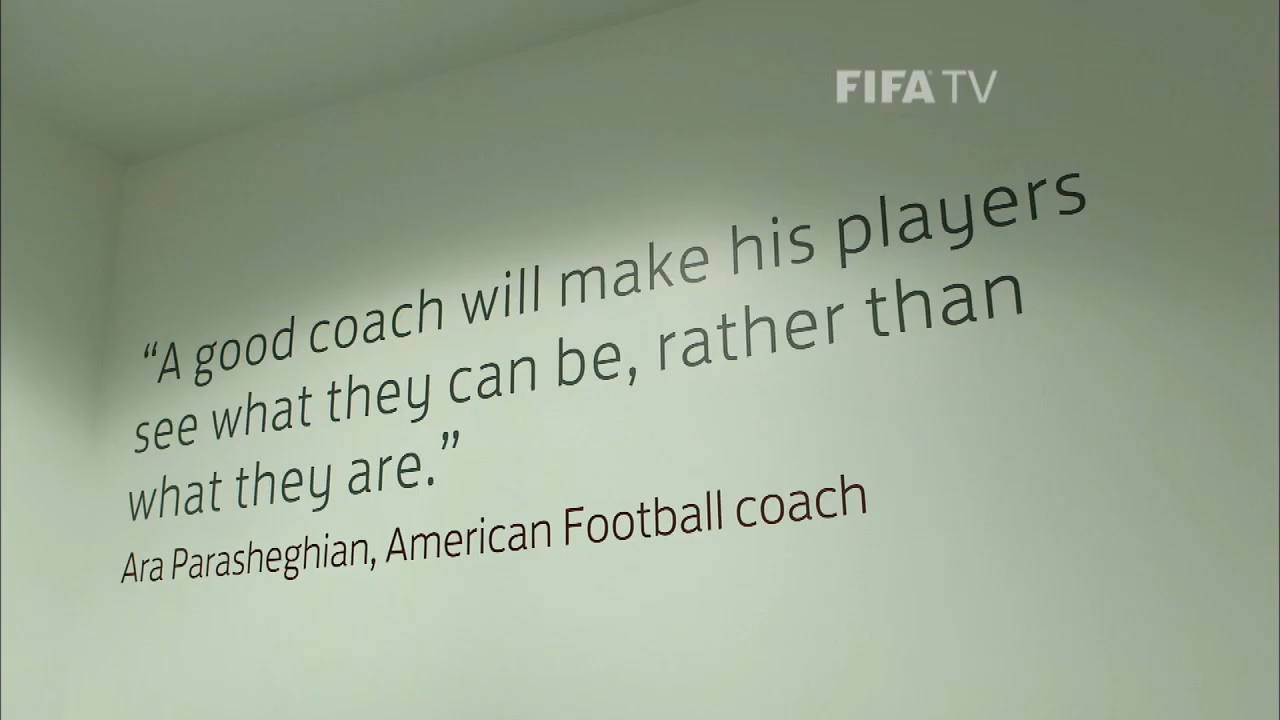 FIFA TV
“A good coach will make his players
see what they can be, rather than
what they are.”
Ara Parasheghian, American Football coach